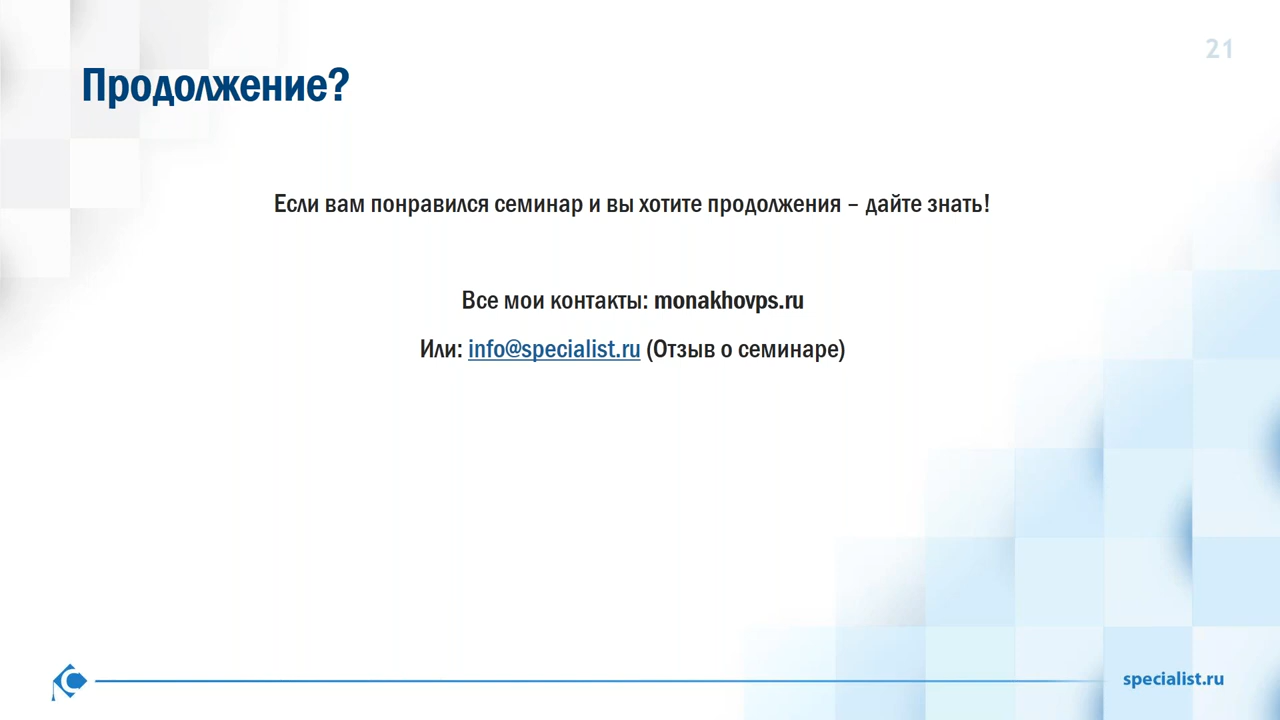 21
Продолжение?
Если вам понравился семинар и вы хотите продолжения – дайте знать!
Все мои контакты: monakhovps.ru
Или: info@specialist.ru (Отзыв о семинаре)
specialist.ru